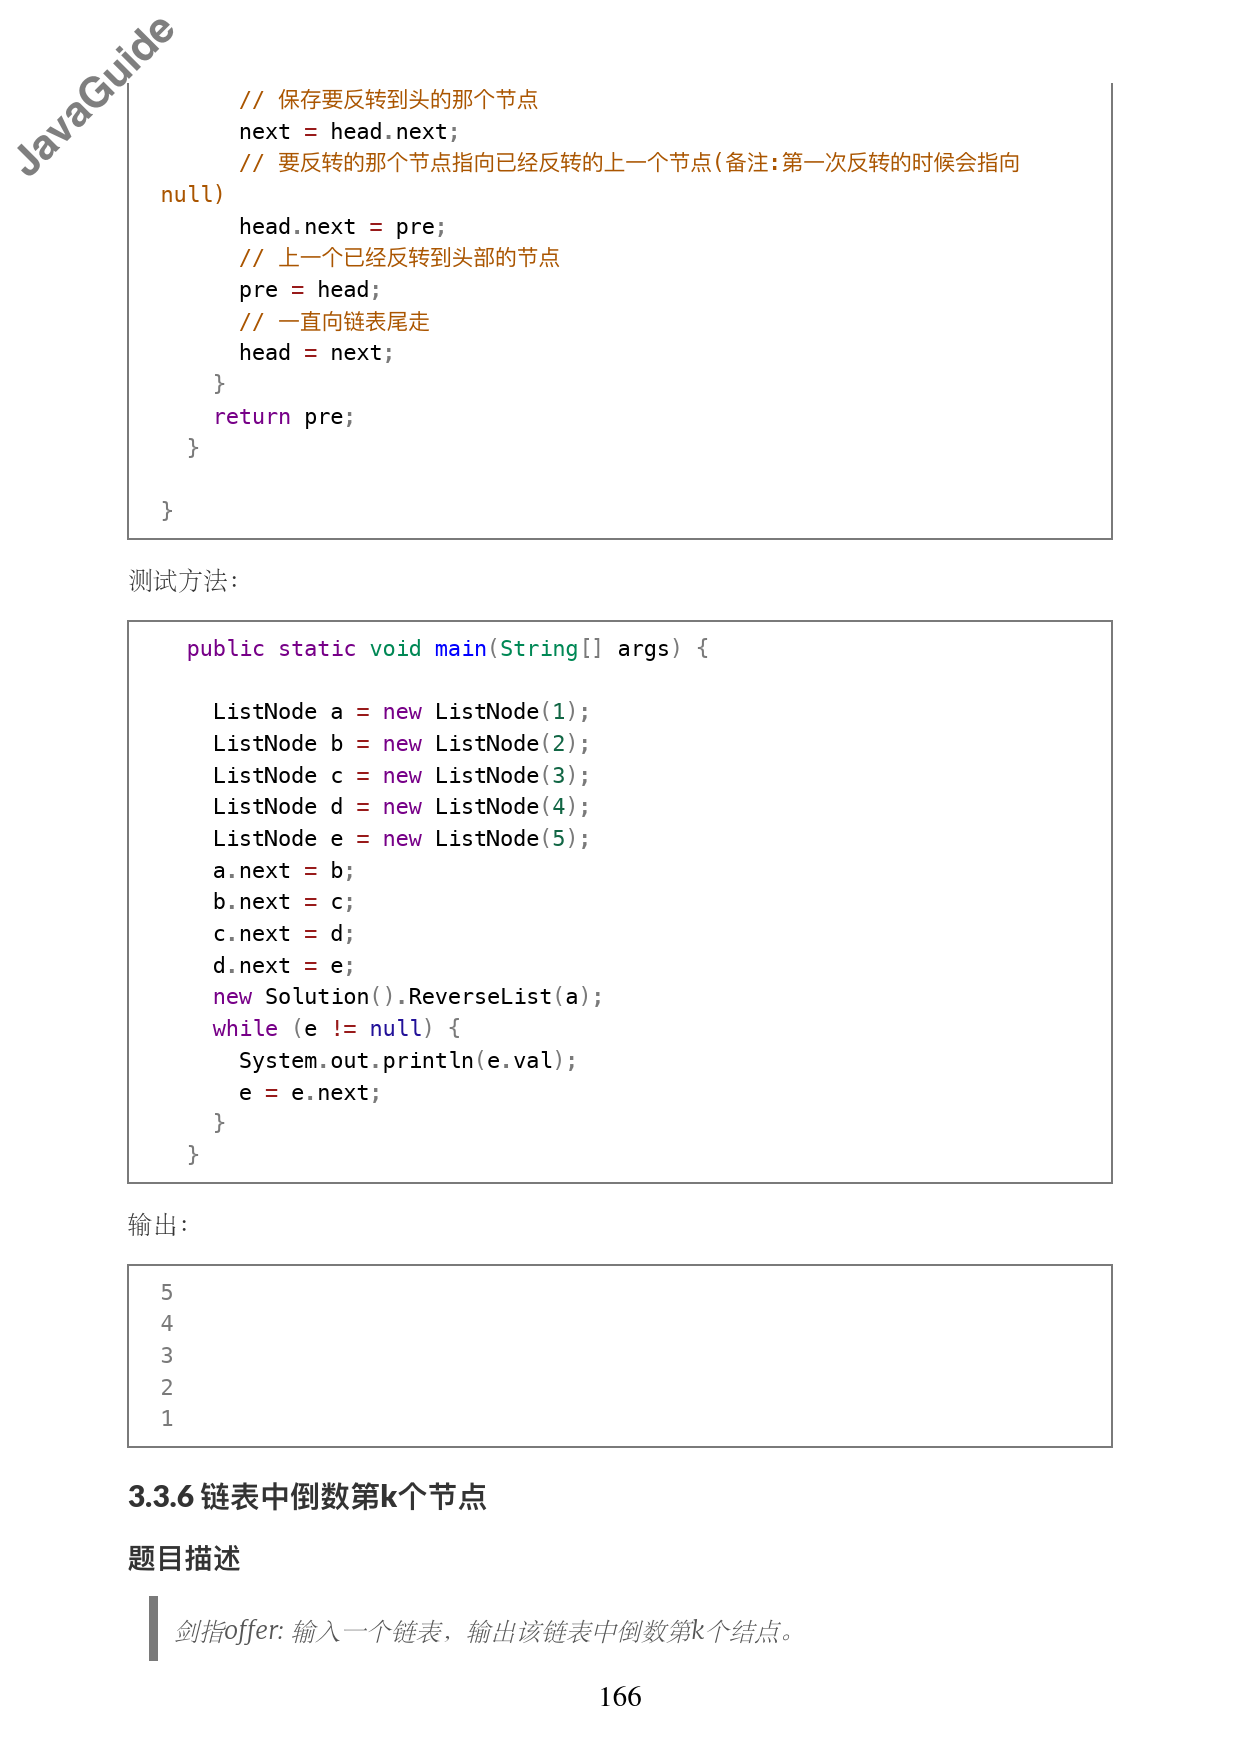 JavaGuide
// 保存要反转到头的那个节点
next = head.next;
// 要反转的那个节点指向已经反转的上一个节点(备注:第一次反转的时候会指向
null)
head.next = pre;
// 上一个已经反转到头部的节点
pre = head;
// 一直向链表尾走
head = next;
}
return pre;
}
}
测试方法：
public static void main(String[] args) {
ListNode a = new ListNode(1);
ListNode b = new ListNode(2);
ListNode c = new ListNode(3);
ListNode d = new ListNode(4);
ListNode e = new ListNode(5);
a.next = b;
b.next = c;
c.next = d;
d.next = e;
new Solution().ReverseList(a);
while (e != null) {
System.out.println(e.val);
e = e.next;
}
}
输出：
5
4
3
2
1
3.3.6 链表中倒数第k个节点
题目描述
剑指offer: 输入一个链表，输出该链表中倒数第k个结点。
166